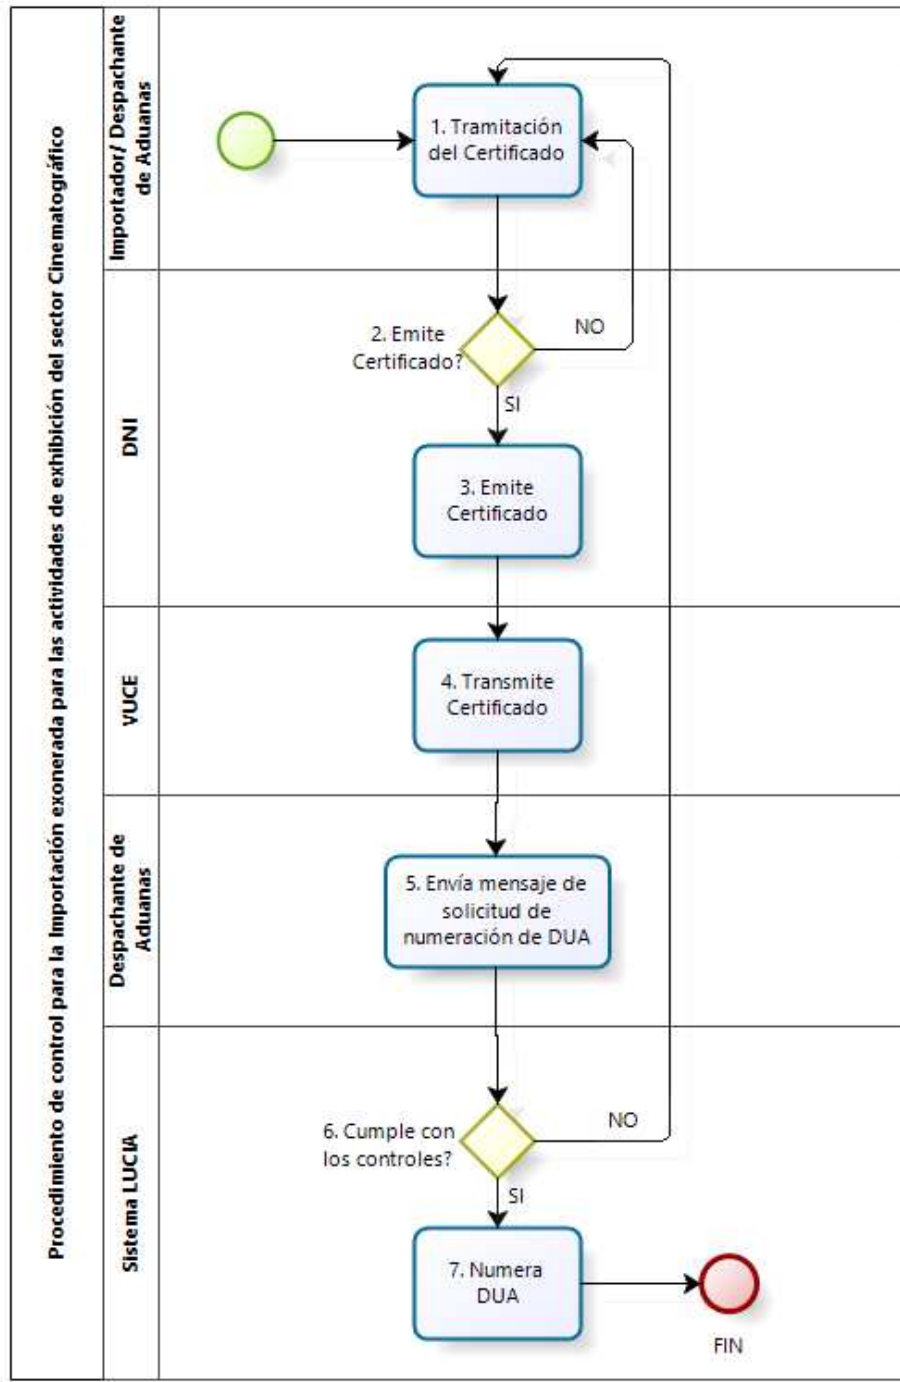 Procedimiento de control para la Importación exonerada para las actividades de exhibición del sector Cinematográfico
Importador/ Despachante
de Aduanas
1. Tramitación
del Certificado
DNI
2. Emite
Certificado?
NO
SI
3. Emite
Certificado
VUCE
4. Transmite
Certificado
Despachante de
Aduanas
5. Envía mensaje de
solicitud de
numeración de DUA
Sistema LUCIA
6. Cumple con
los controles?
NO
SI
7. Numera
DUA
FIN